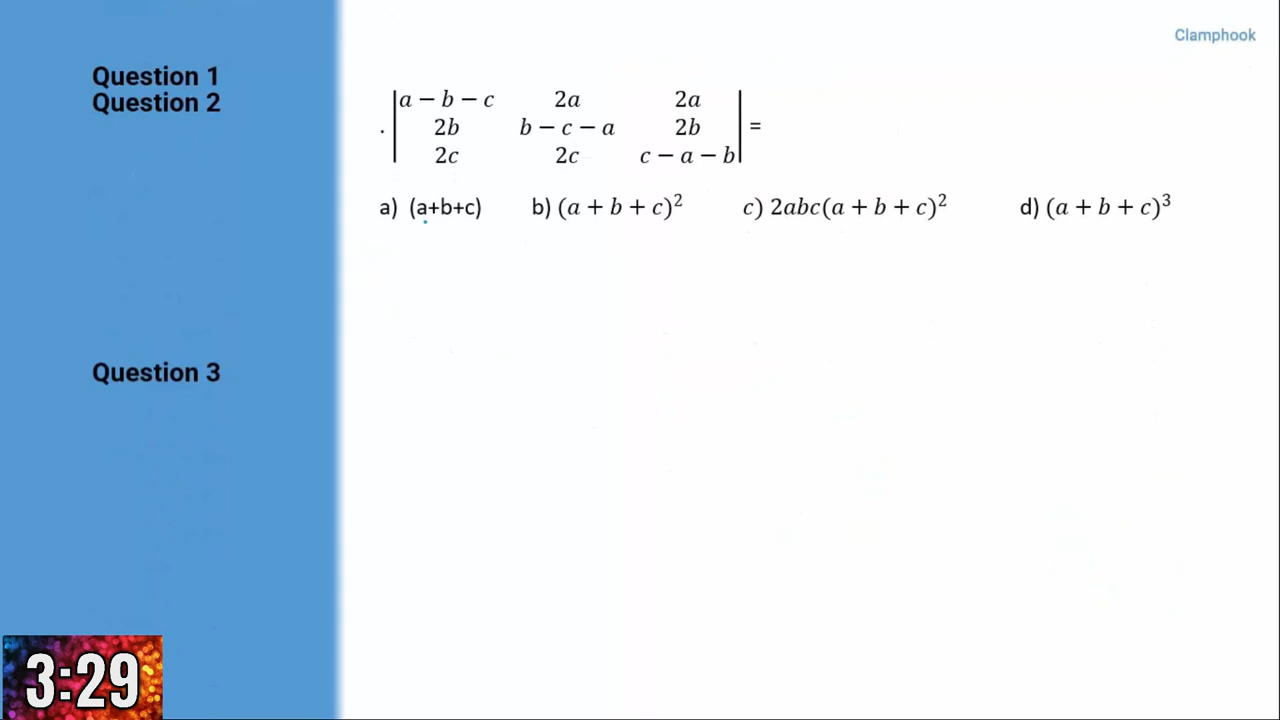 Clamphook
Question 1
Question 2
Question 3
. |a − b − c 2a 2a|
|2b b − c − a 2b| =
|2c 2c c − a − b|
a) (a+b+c) b) (a + b + c)² c) 2abc(a + b + c)² d) (a + b + c)³
3:29